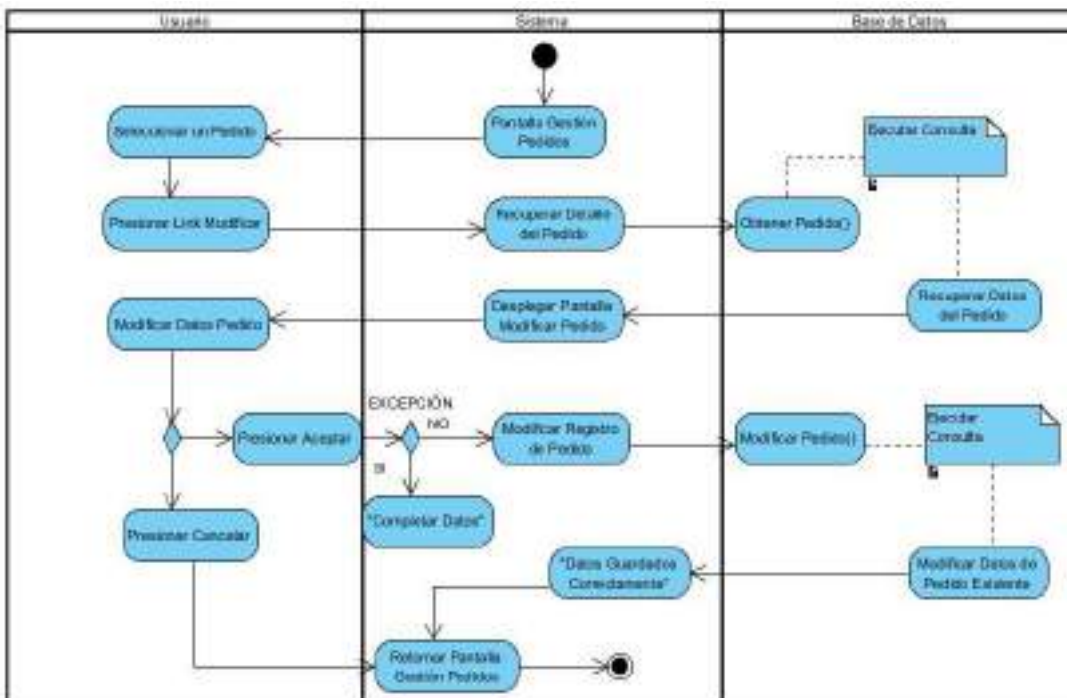 Usuario
Sistema
Base de Datos
Seleccionar un Pedido
Pantalla Gestión
Pedidos
Ejecutar Consulta
Presionar Link Modificar
Recuperar Detalle
del Pedido
Obtener Pedido()
Modificar Datos Pedido
Desplegar Pantalla
Modificar Pedido
Recuperar Datos
del Pedido
EXCEPCIÓN
NO
SI
Presionar Aceptar
Modificar Registro
de Pedido
Modificar Pedido()
Ejecutar
Consulta
Presionar Cancelar
"Completar Datos"
"Datos Guardados
Correctamente"
Modificar Datos de
Pedido Existente
Retornar Pantalla
Gestión Pedidos